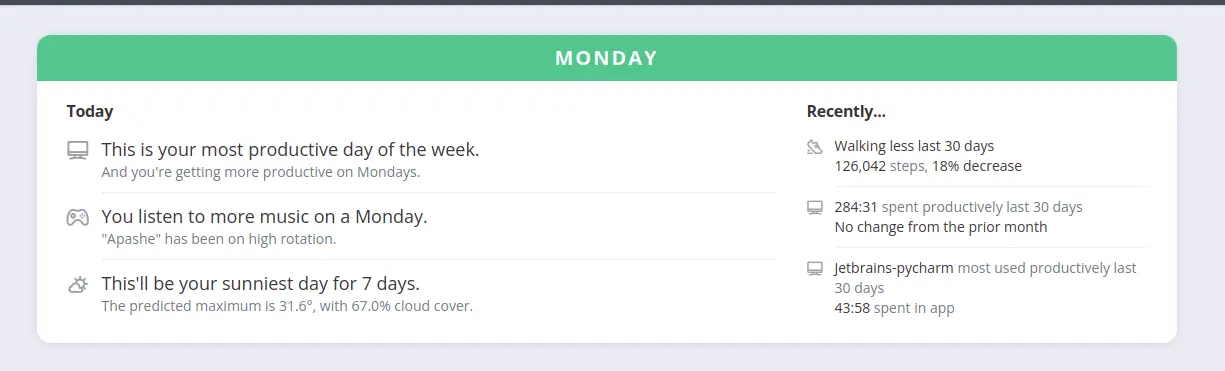 MONDAY
Today
This is your most productive day of the week.
And you're getting more productive on Mondays.
You listen to more music on a Monday.
"Apashe" has been on high rotation.
This'll be your sunniest day for 7 days.
The predicted maximum is 31.6°, with 67.0% cloud cover.
Recently...
Walking less last 30 days
126,042 steps, 18% decrease
284:31 spent productively last 30 days
No change from the prior month
Jetbrains-pycharm most used productively last
30 days
43:58 spent in app